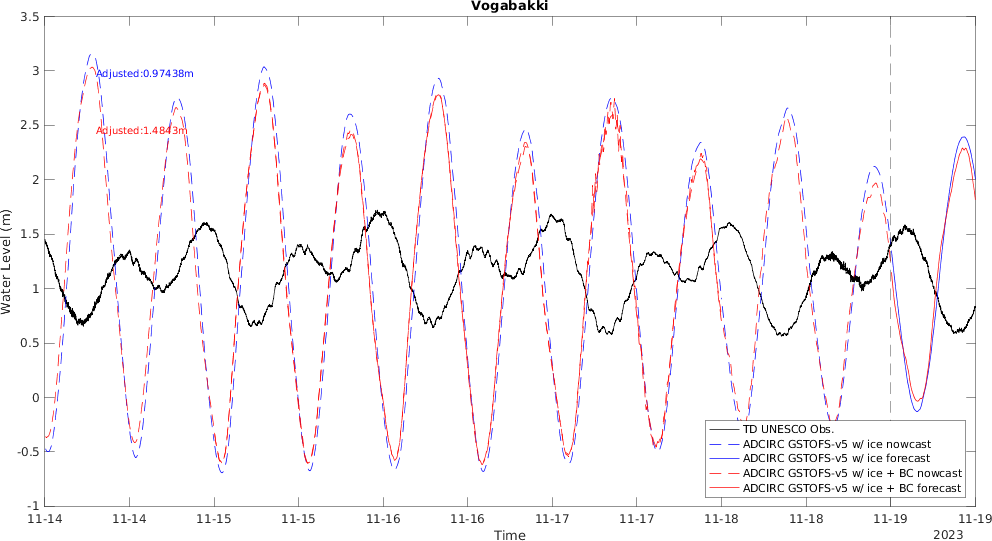 Vogabakki
3.5
3
2.5
2
1.5
1
0.5
0
-0.5
-1
Water Level (m)
Adjusted:0.97438m
Adjusted:1.4843m
TD UNESCO Obs.
ADCIRC GSTOFS-v5 w/ ice nowcast
ADCIRC GSTOFS-v5 w/ ice forecast
ADCIRC GSTOFS-v5 w/ ice + BC nowcast
ADCIRC GSTOFS-v5 w/ ice + BC forecast
11-14 11-14 11-15 11-15 11-16 11-16 11-17 11-17 11-18 11-18 11-19 11-19
Time
2023